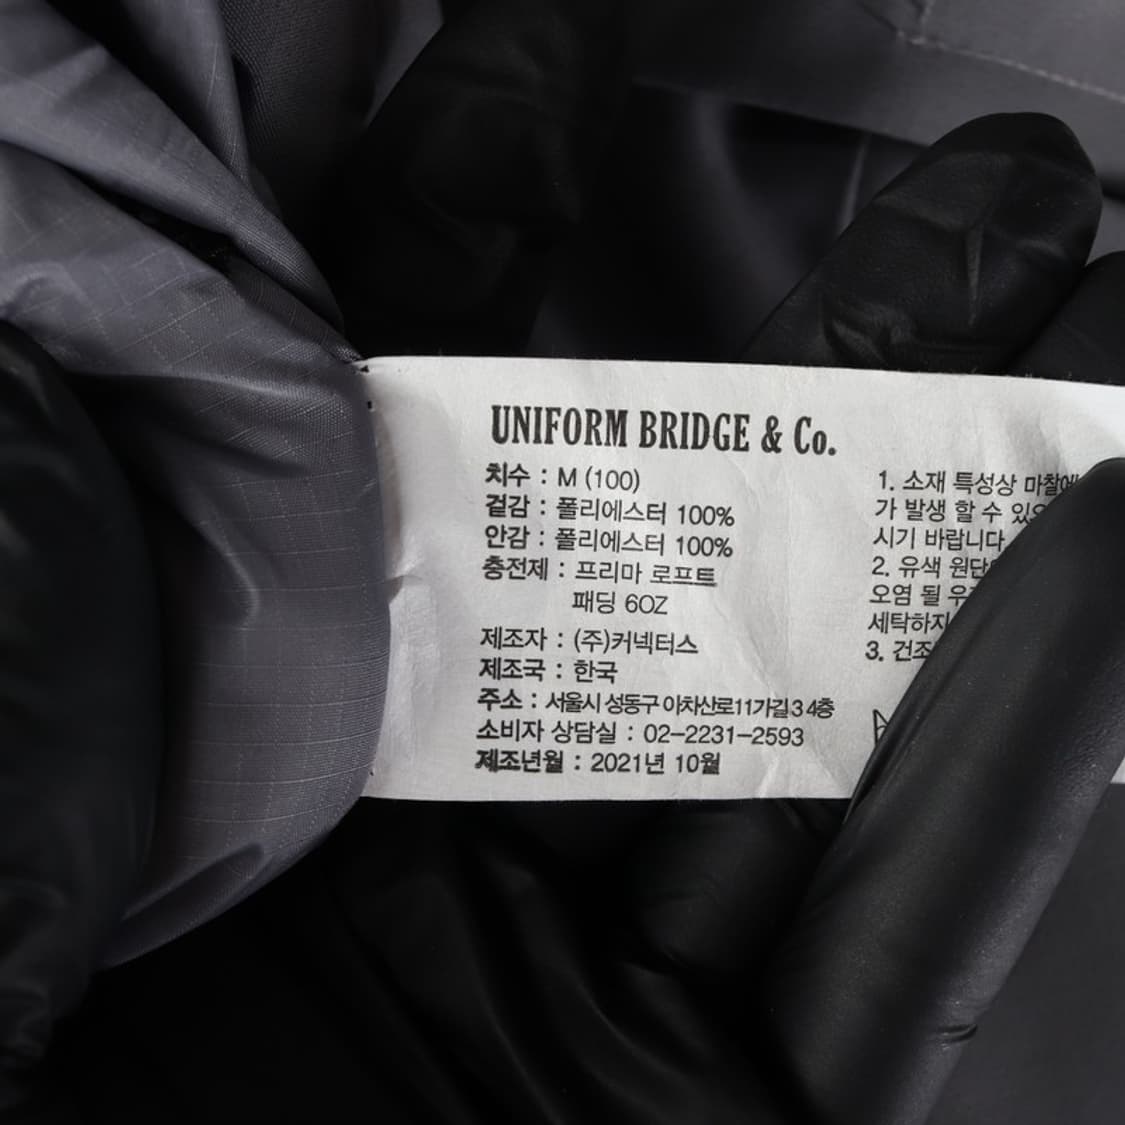 UNIFORM BRIDGE & Co.
치수 : M (100)
겉감 : 폴리에스터 100%
안감 : 폴리에스터 100%
충전제 : 프리마 로프트
패딩 6OZ
제조자 : (주)커넥터스
제조국 : 한국
주소 : 서울시 성동구 아차산로11가길 3 4층
소비자 상담실 : 02-2231-2593
제조년월 : 2021년 10월
1. 소재 특성상 마찰에
가 발생 할 수 있으
시기 바랍니다
2. 유색 원단
오염 될 우
세탁하지
3. 건조